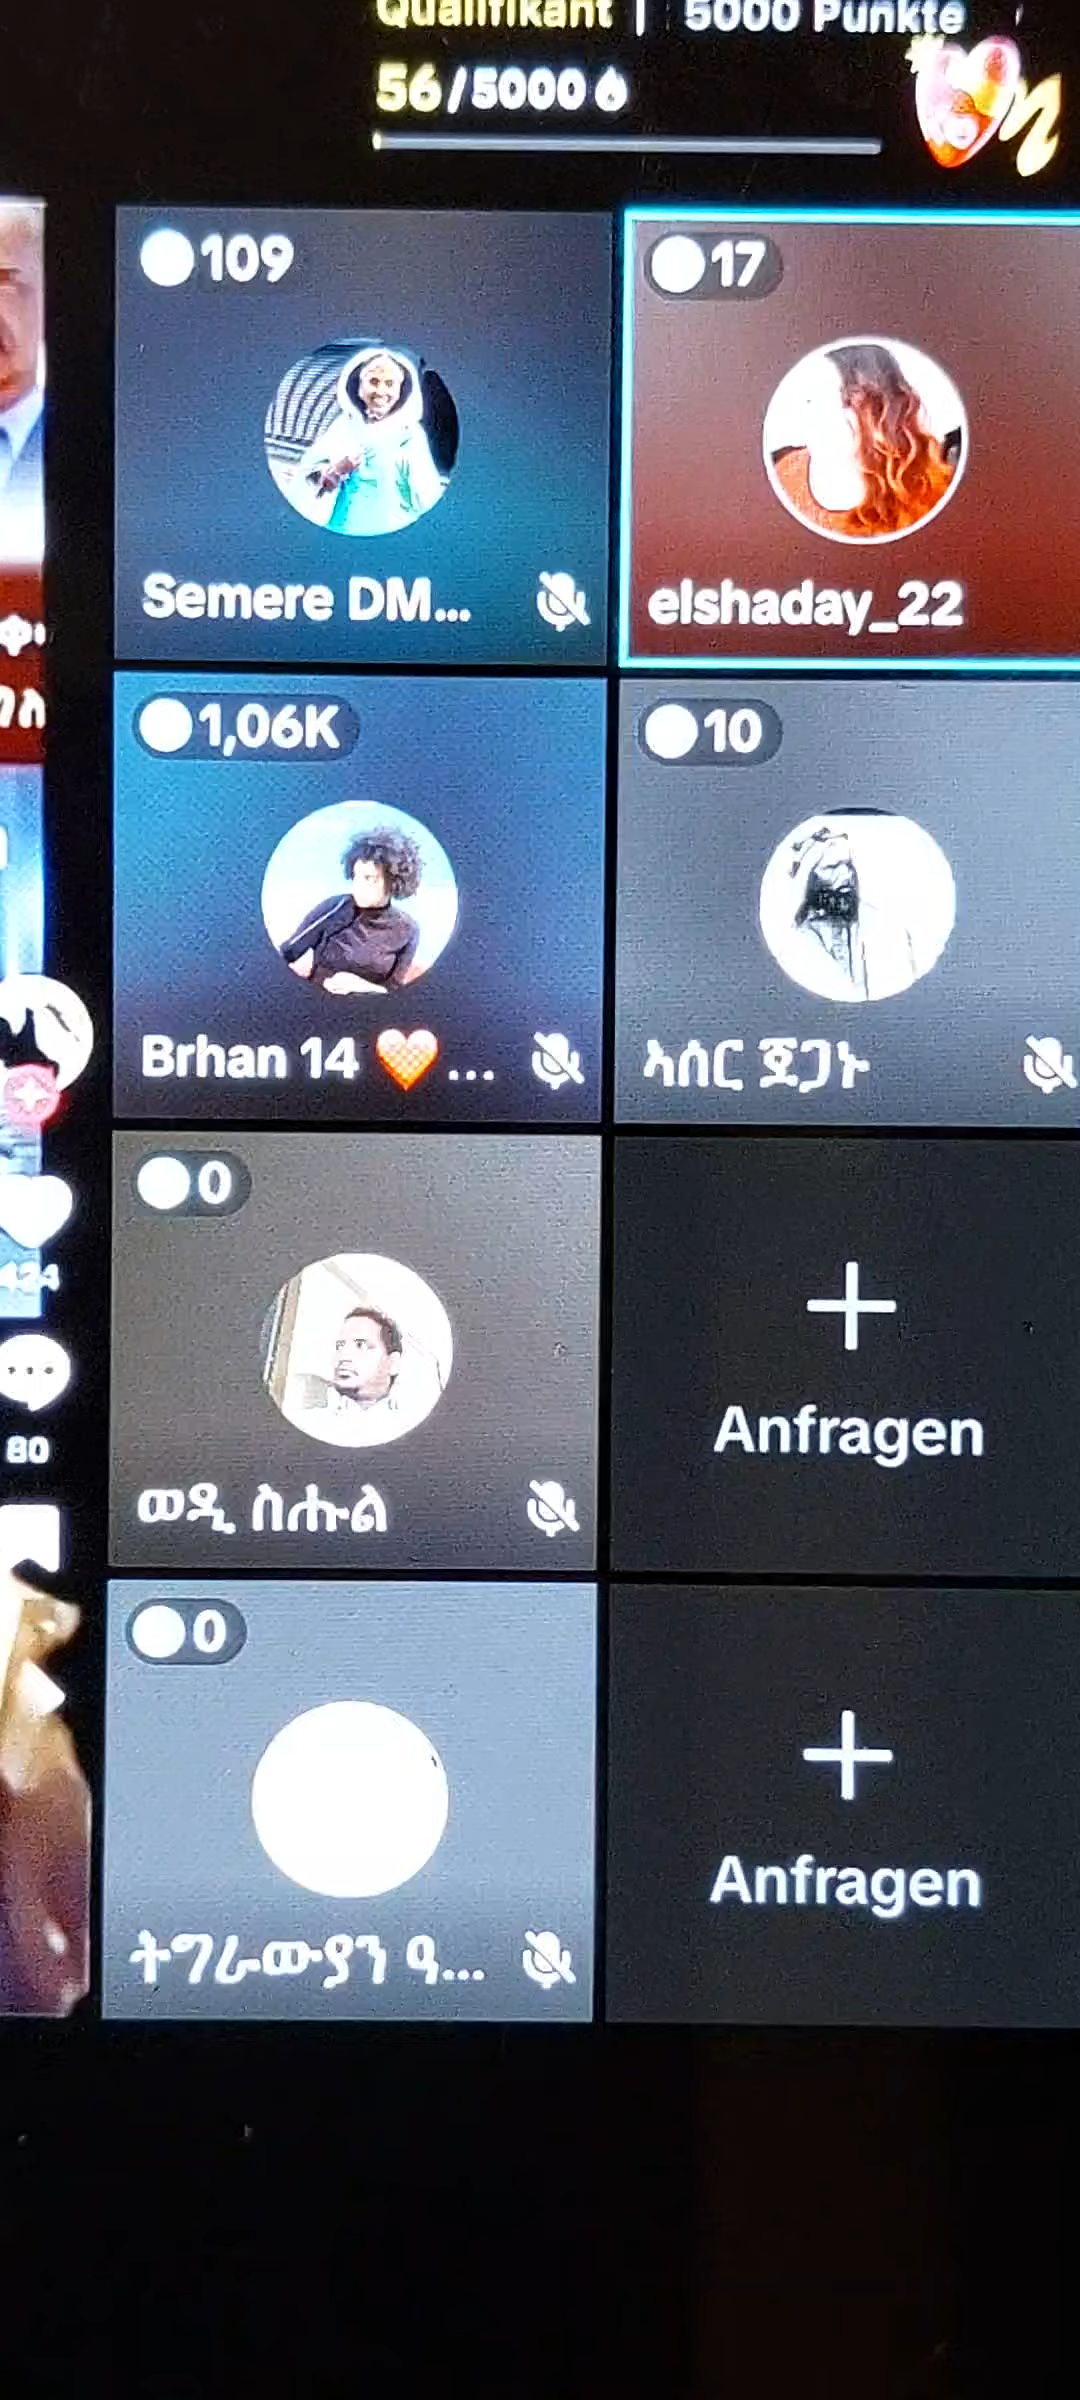 Qualifikant | 5000 Punkte
56/5000
109
17
Semere DM...
elshaday_22
1,06K
10
Brhan 14 🧡...
ኣሰር ጀጋኑ
0
Anfragen
424
80
ወዲ ስሑል
0
Anfragen
ትግራውያን ዓ...